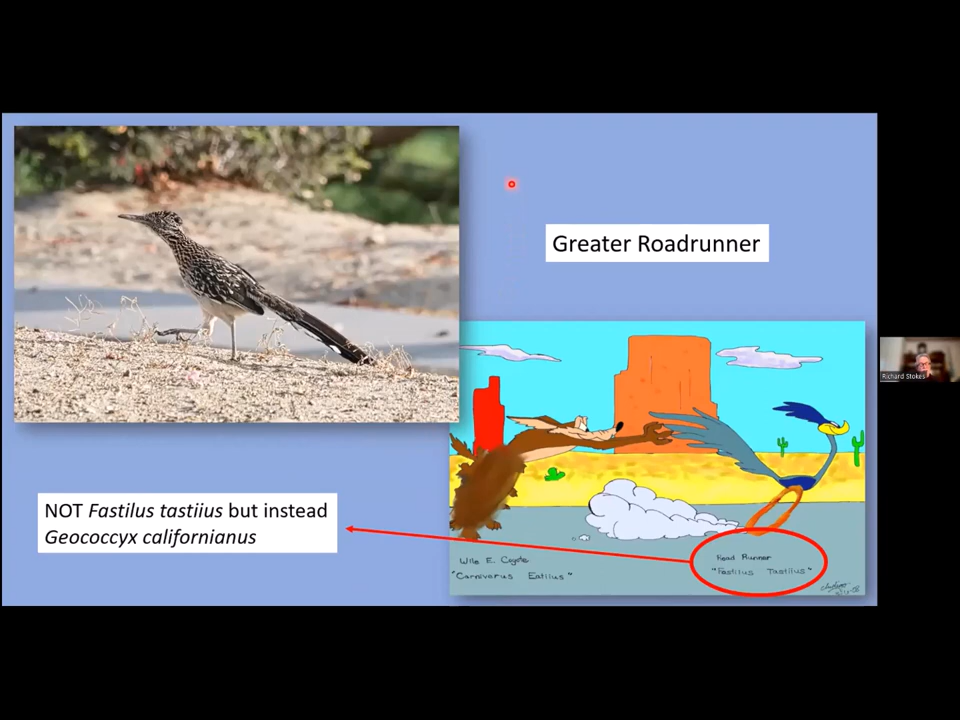 Greater Roadrunner
Richard Stokes
NOT Fastilus tastiius but instead
Geococcyx californianus
Wile E. Coyote
"Carnivorus Eatilus"
Road Runner
"Fastilus Tastilus"